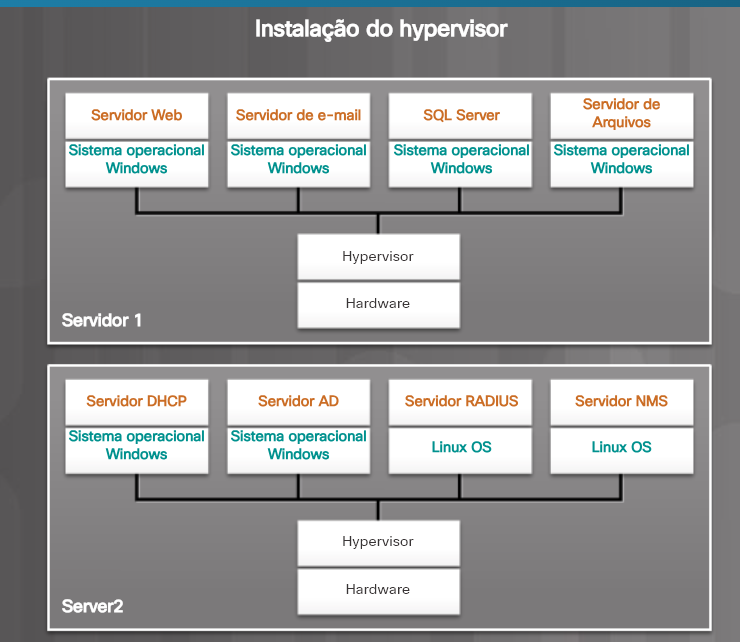 Instalação do hypervisor
Servidor Web
Servidor de e-mail
SQL Server
Servidor de
Arquivos
Sistema operacional
Windows
Sistema operacional
Windows
Sistema operacional
Windows
Sistema operacional
Windows
Hypervisor
Hardware
Servidor 1
Servidor DHCP
Servidor AD
Servidor RADIUS
Servidor NMS
Sistema operacional
Windows
Sistema operacional
Windows
Linux OS
Linux OS
Hypervisor
Hardware
Server2